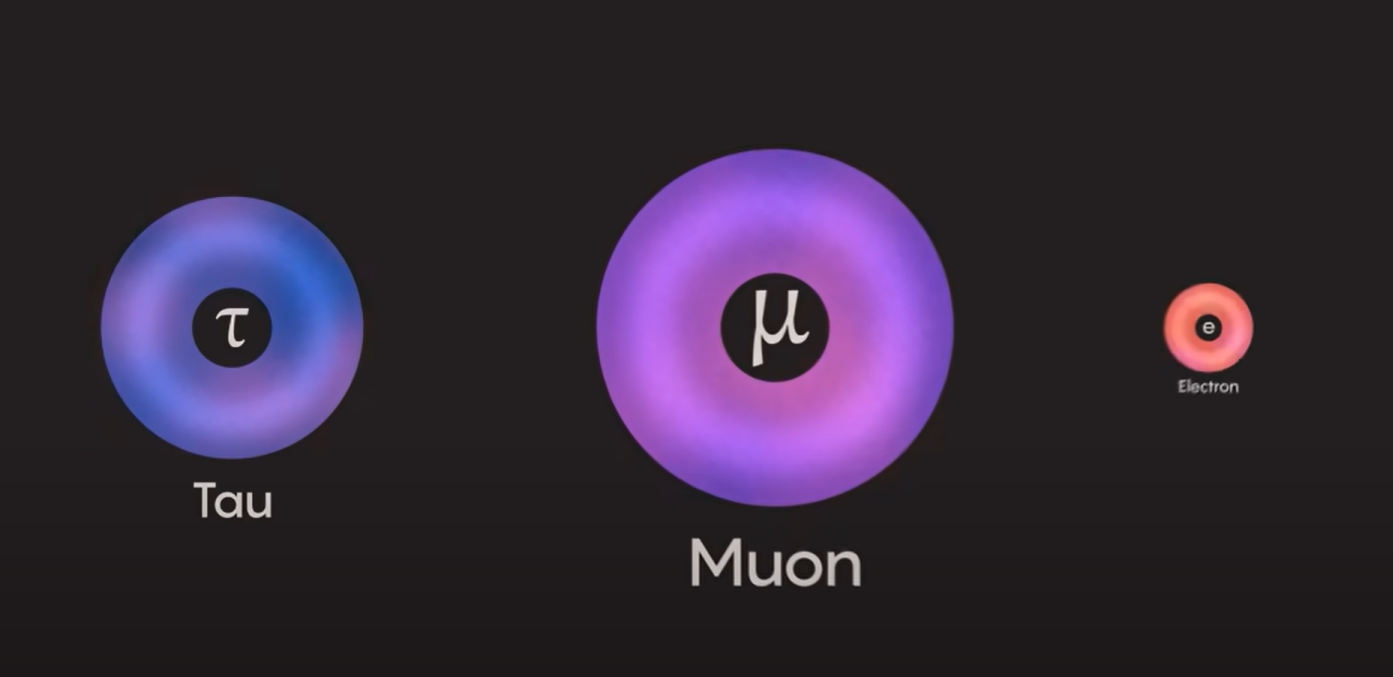 τ
Tau
μ
Muon
e
Electron